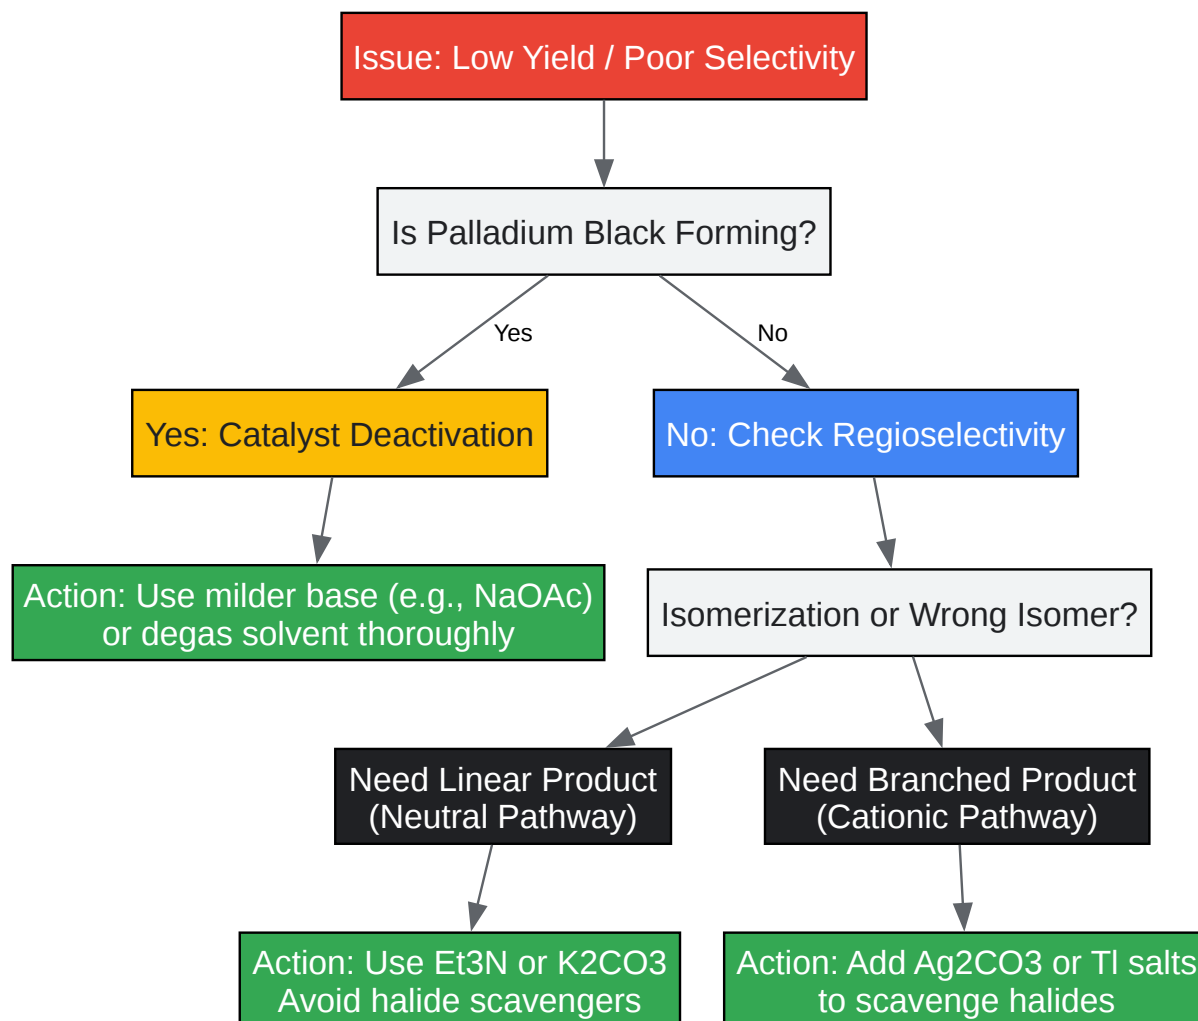 Issue: Low Yield / Poor Selectivity
Is Palladium Black Forming?
Yes
No
Yes: Catalyst Deactivation
No: Check Regioselectivity
Action: Use milder base (e.g., NaOAc)
or degas solvent thoroughly
Isomerization or Wrong Isomer?
Need Linear Product
(Neutral Pathway)
Need Branched Product
(Cationic Pathway)
Action: Use Et3N or K2CO3
Avoid halide scavengers
Action: Add Ag2CO3 or Tl salts
to scavenge halides